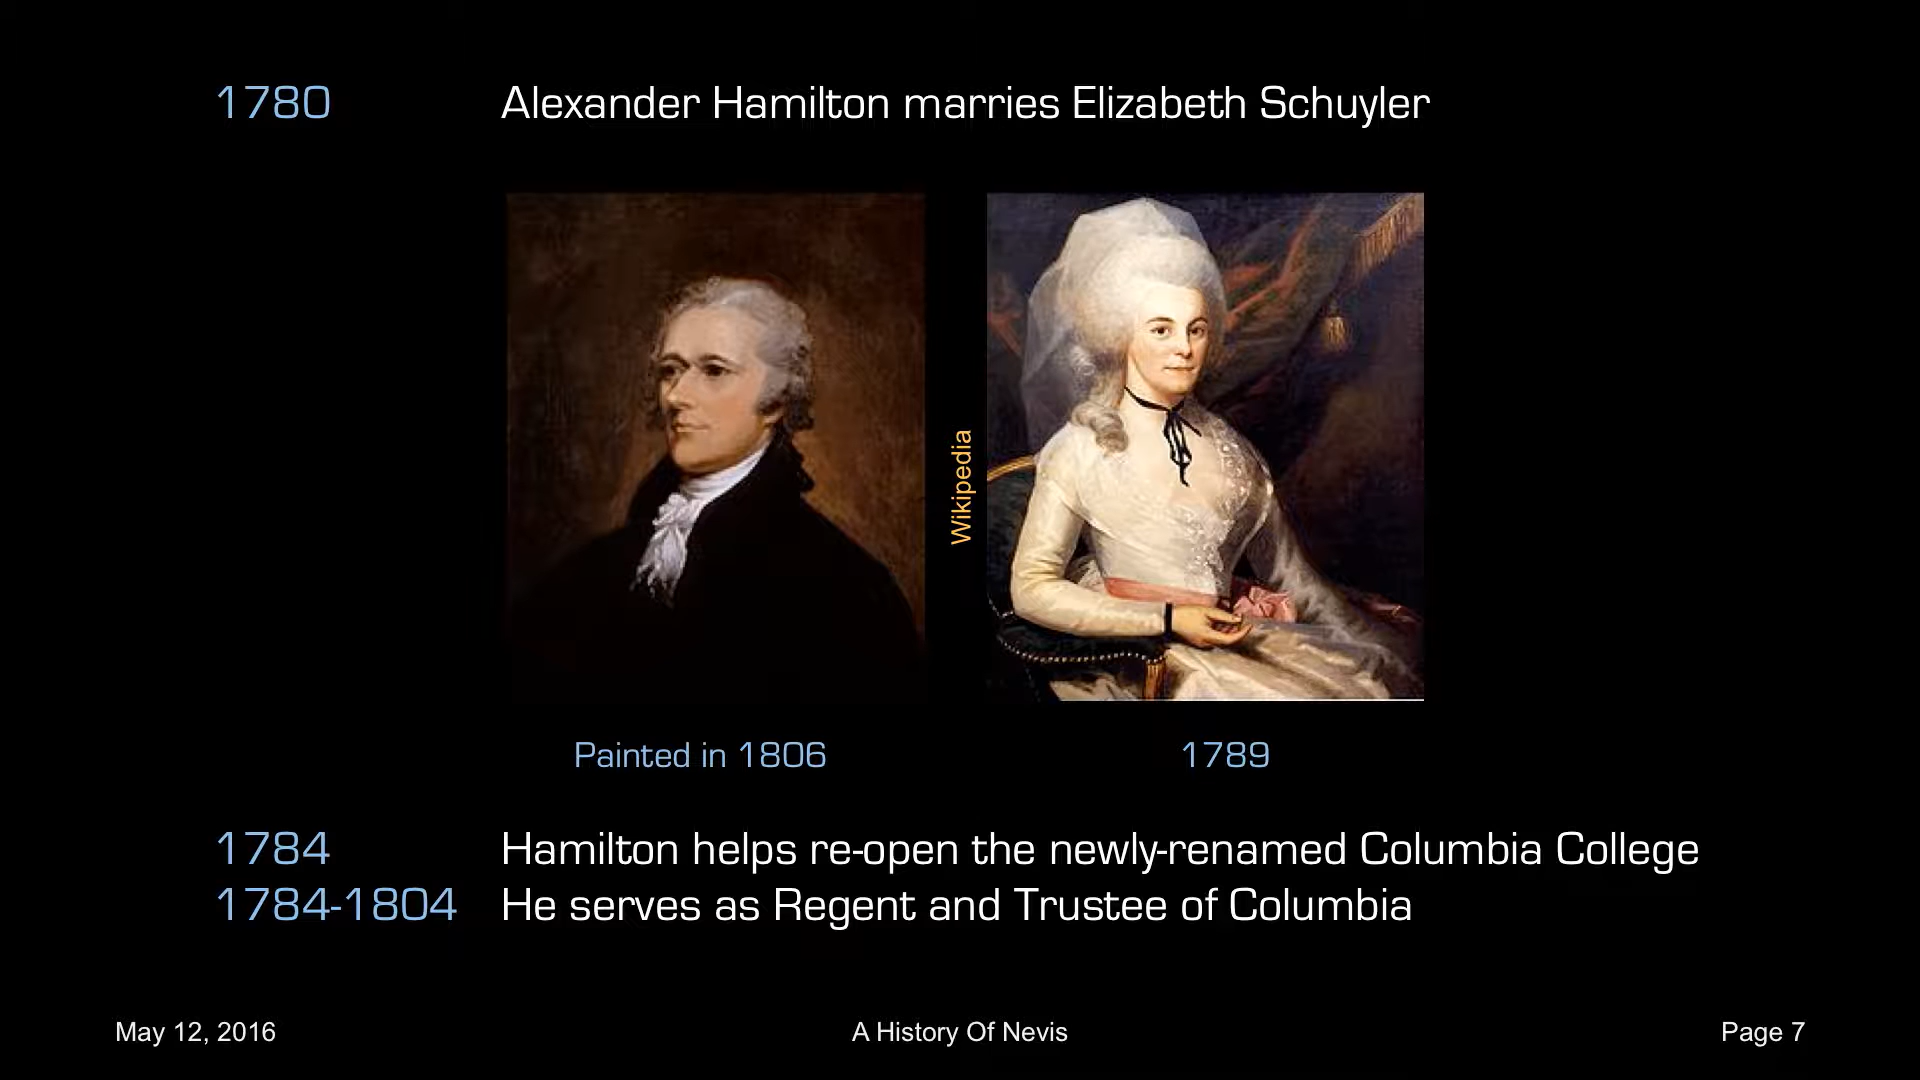 1780 Alexander Hamilton marries Elizabeth Schuyler
Wikipedia
Painted in 1806
1789
1784 Hamilton helps re-open the newly-renamed Columbia College
1784-1804 He serves as Regent and Trustee of Columbia
May 12, 2016
A History Of Nevis
Page 7